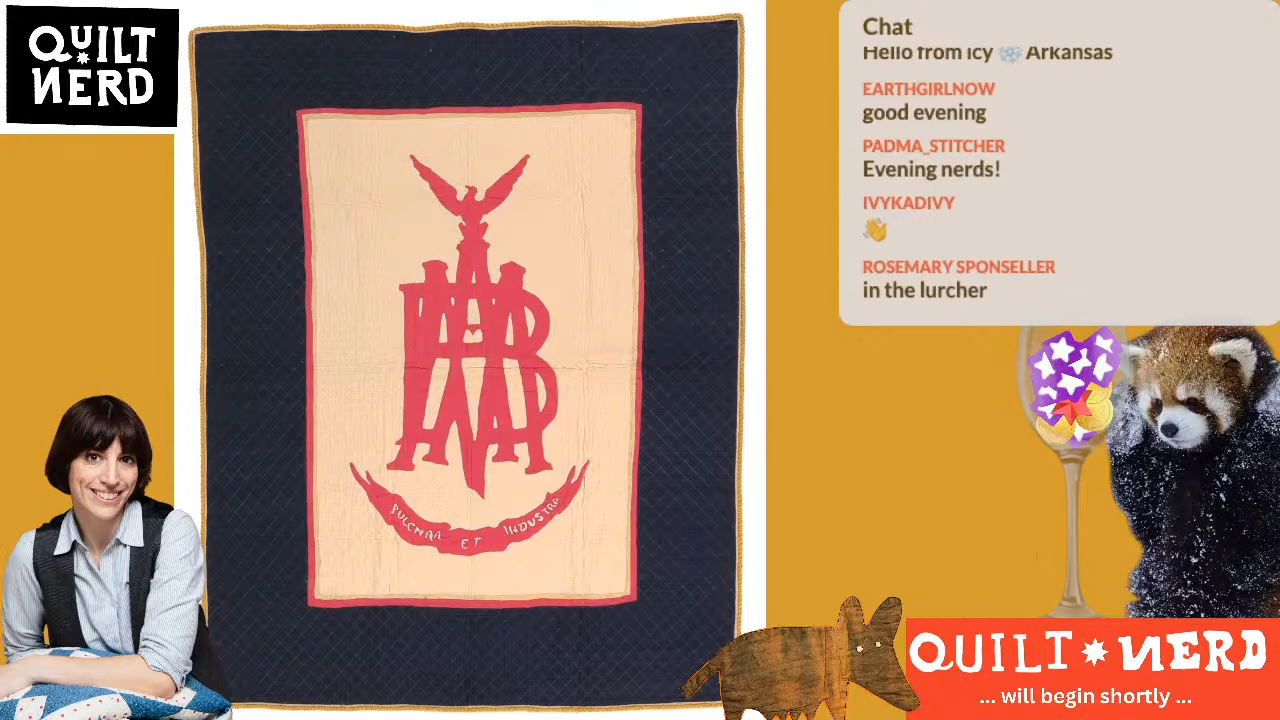 QUILT
NERD
Chat
Hello from icy ❄️ Arkansas
EARTHGIRLNOW
good evening
PADMA_STITCHER
Evening nerds!
IVYKADIVY
👋
ROSEMARY SPONSELLER
in the lurcher
PULCHRA ET INDUSTRIA
QUILT NERD
... will begin shortly ...